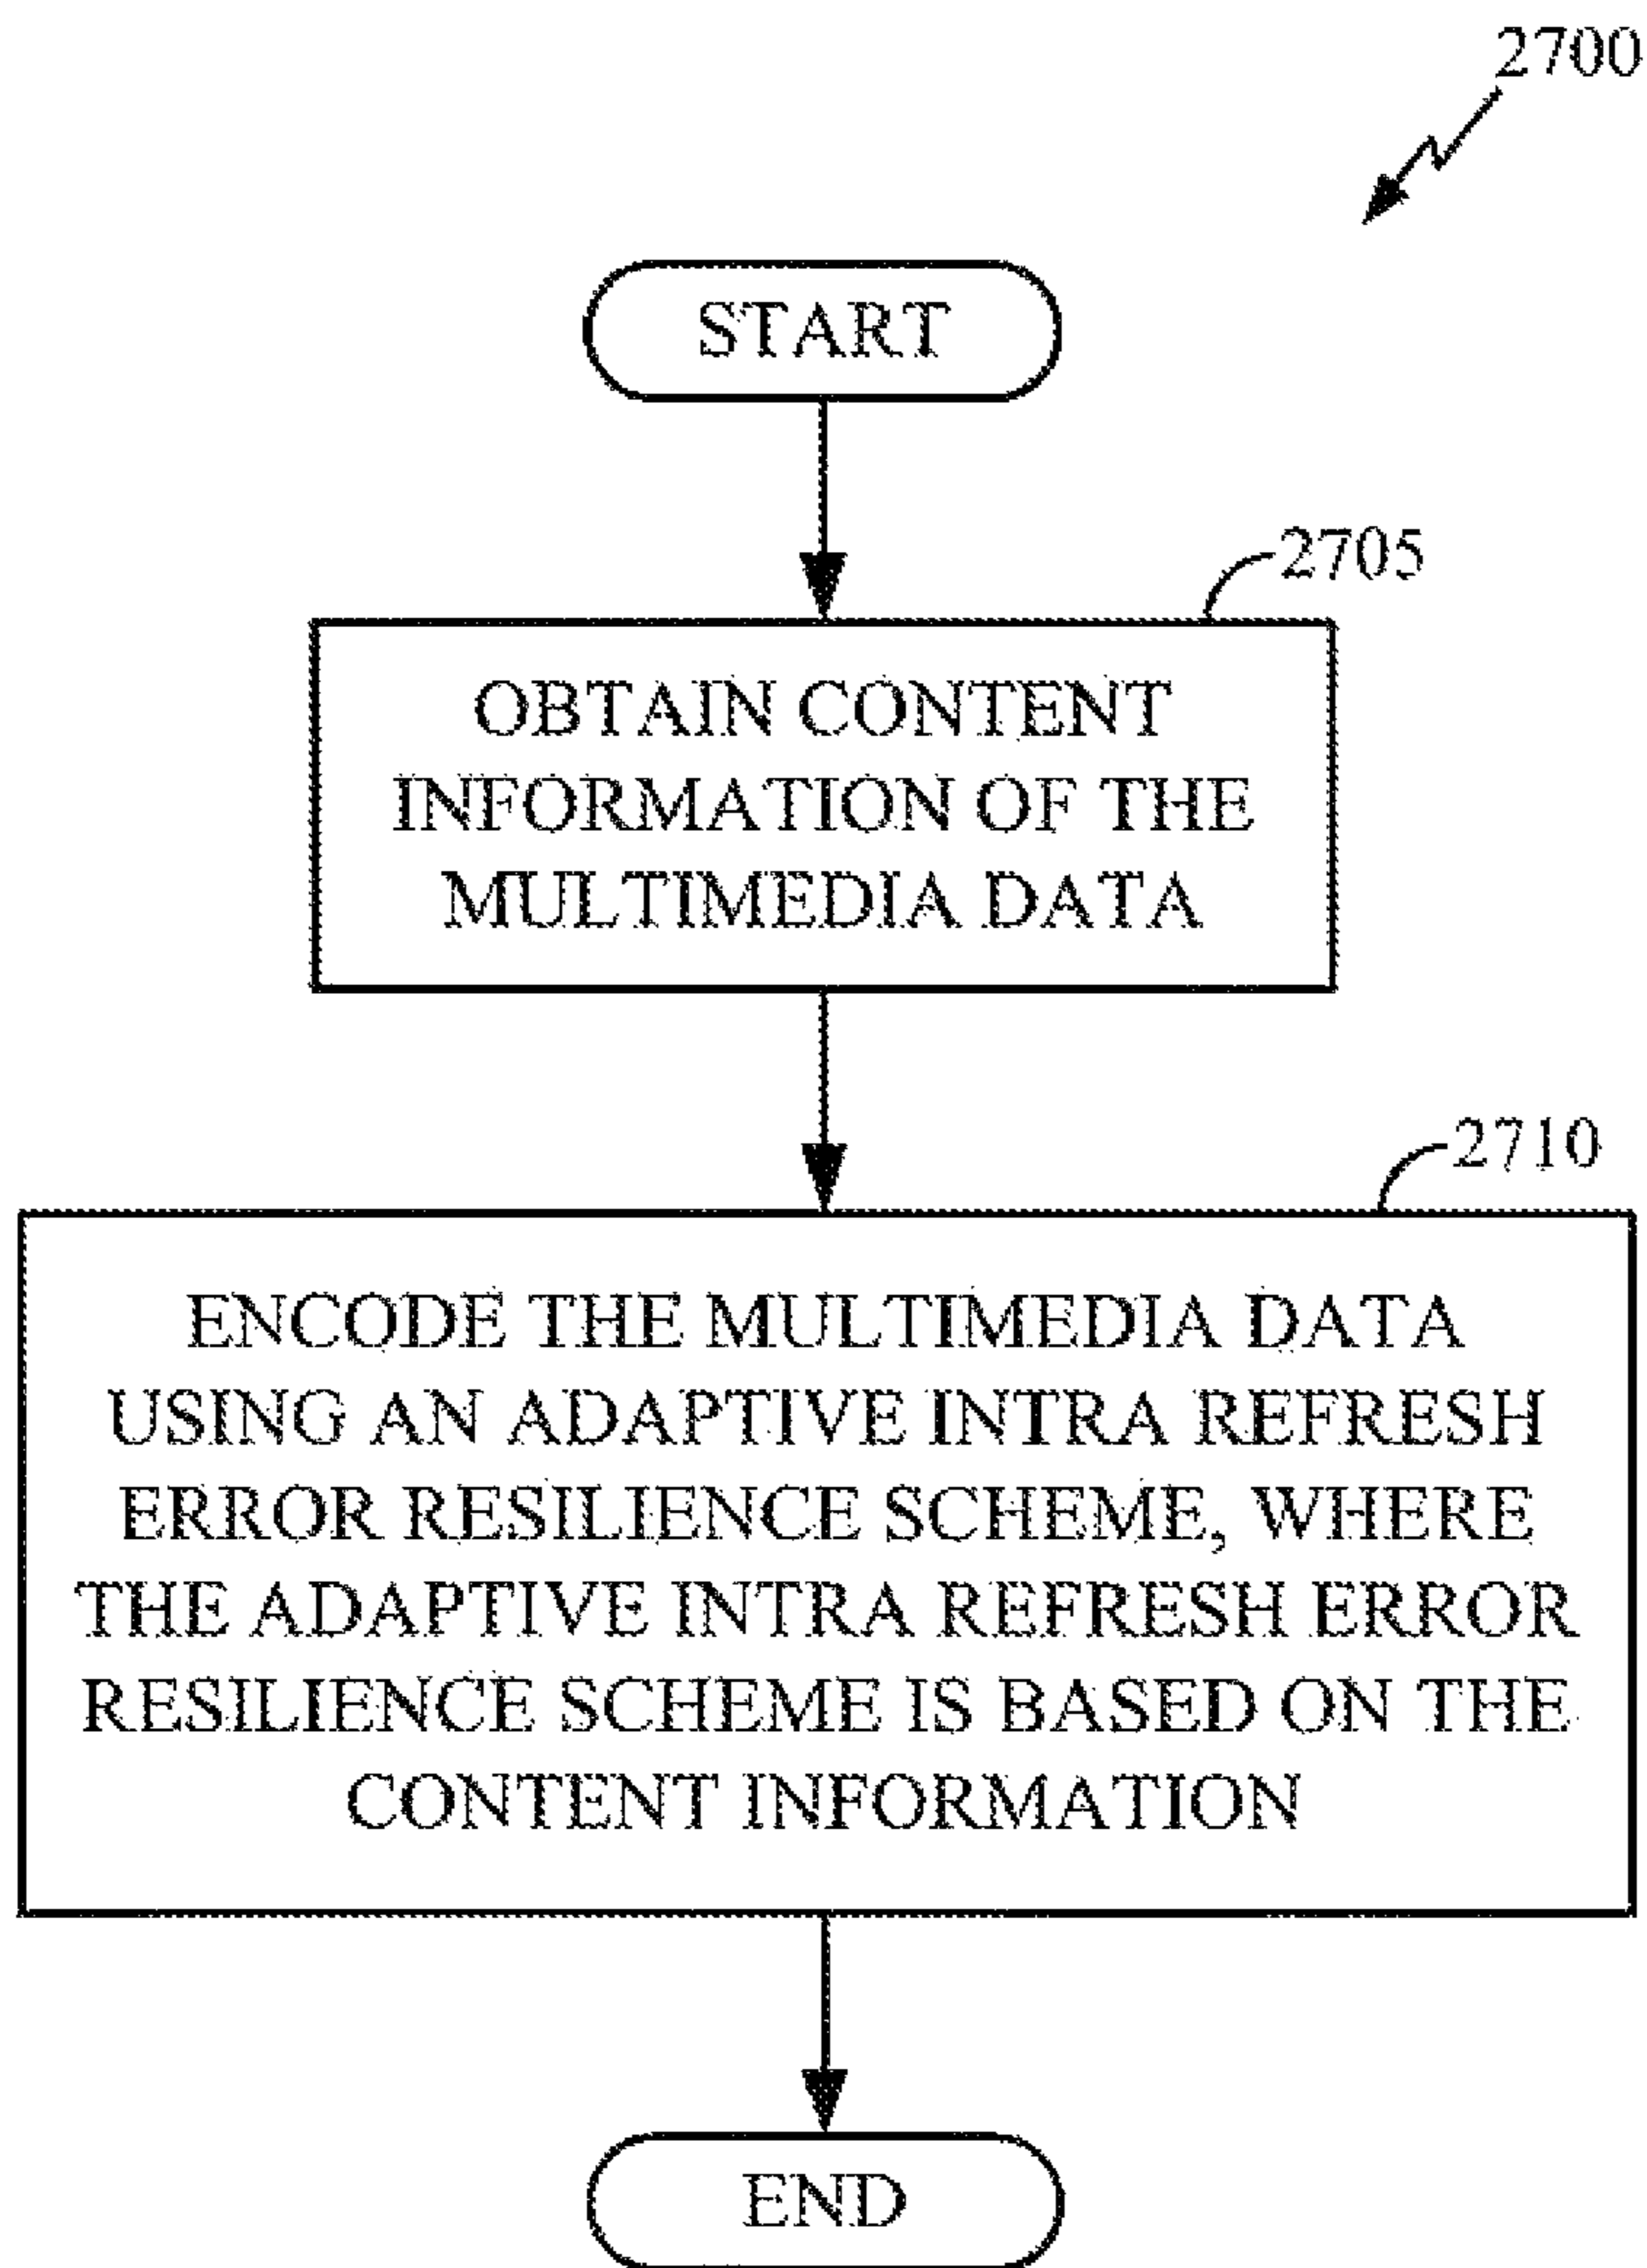 2700
START
2705
OBTAIN CONTENT
INFORMATION OF THE
MULTIMEDIA DATA
2710
ENCODE THE MULTIMEDIA DATA
USING AN ADAPTIVE INTRA REFRESH
ERROR RESILIENCE SCHEME, WHERE
THE ADAPTIVE INTRA REFRESH ERROR
RESILIENCE SCHEME IS BASED ON THE
CONTENT INFORMATION
END